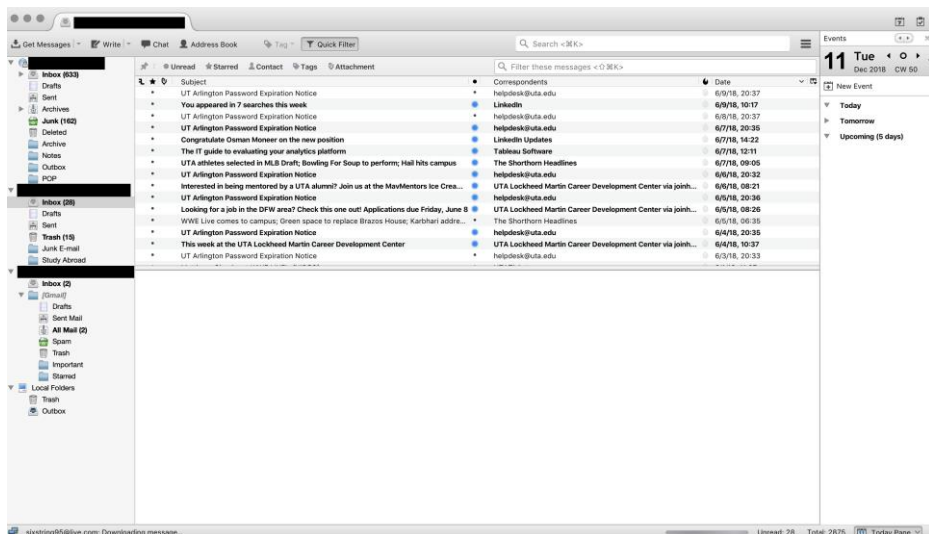 Get Messages
Write
Chat
Address Book
Tag
Quick Filter
Search <⌘K>
Unread
Starred
Contact
Tags
Attachment
Filter these messages <⇧⌘K>
Subject
Correspondents
Date
UT Arlington Password Expiration Notice helpdesk@uta.edu 6/9/18, 20:37
You appeared in 7 searches this week LinkedIn 6/9/18, 10:17
UT Arlington Password Expiration Notice helpdesk@uta.edu 6/8/18, 20:37
UT Arlington Password Expiration Notice helpdesk@uta.edu 6/7/18, 20:35
Congratulate Osman Moneer on the new position LinkedIn Updates 6/7/18, 14:22
The IT guide to evaluating your analytics platform Tableau Software 6/7/18, 12:11
UTA athletes selected in MLB Draft; Bowling For Soup to perform; Hail hits campus The Shorthorn Headlines 6/7/18, 09:05
UT Arlington Password Expiration Notice helpdesk@uta.edu 6/6/18, 20:32
Interested in being mentored by a UTA alumni? Join us at the MavMentors Ice Crea... UTA Lockheed Martin Career Development Center via joinh... 6/6/18, 08:21
UT Arlington Password Expiration Notice helpdesk@uta.edu 6/5/18, 20:36
Looking for a job in the DFW area? Check this one out! Applications due Friday, June 8 UTA Lockheed Martin Career Development Center via joinh... 6/5/18, 08:26
WWE Live comes to campus; Green space to replace Brazos House; Karbhari addre... The Shorthorn Headlines 6/5/18, 06:35
UT Arlington Password Expiration Notice helpdesk@uta.edu 6/4/18, 20:35
This week at the UTA Lockheed Martin Career Development Center UTA Lockheed Martin Career Development Center via joinh... 6/4/18, 10:37
UT Arlington Password Expiration Notice helpdesk@uta.edu 6/3/18, 20:33
Inbox (633)
Drafts
Sent
Archives
Junk (162)
Deleted
Archive
Notes
Outbox
POP
Inbox (28)
Drafts
Sent
Trash (15)
Junk E-mail
Study Abroad
Inbox (2)
[Gmail]
Drafts
Sent Mail
All Mail (2)
Spam
Trash
Important
Starred
Local Folders
Trash
Outbox
Events
11 Tue
Dec 2018 CW 50
New Event
Today
Tomorrow
Upcoming (5 days)
sixstring95@live.com: Downloading message
Unread: 28 Total: 2875 Today Pane